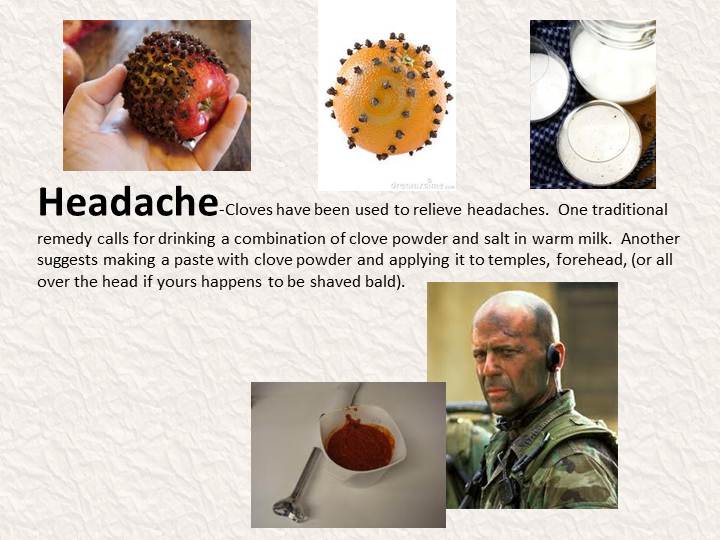 dreamstime.com
Headache-Cloves have been used to relieve headaches. One traditional
remedy calls for drinking a combination of clove powder and salt in warm milk. Another
suggests making a paste with clove powder and applying it to temples, forehead, (or all
over the head if yours happens to be shaved bald).